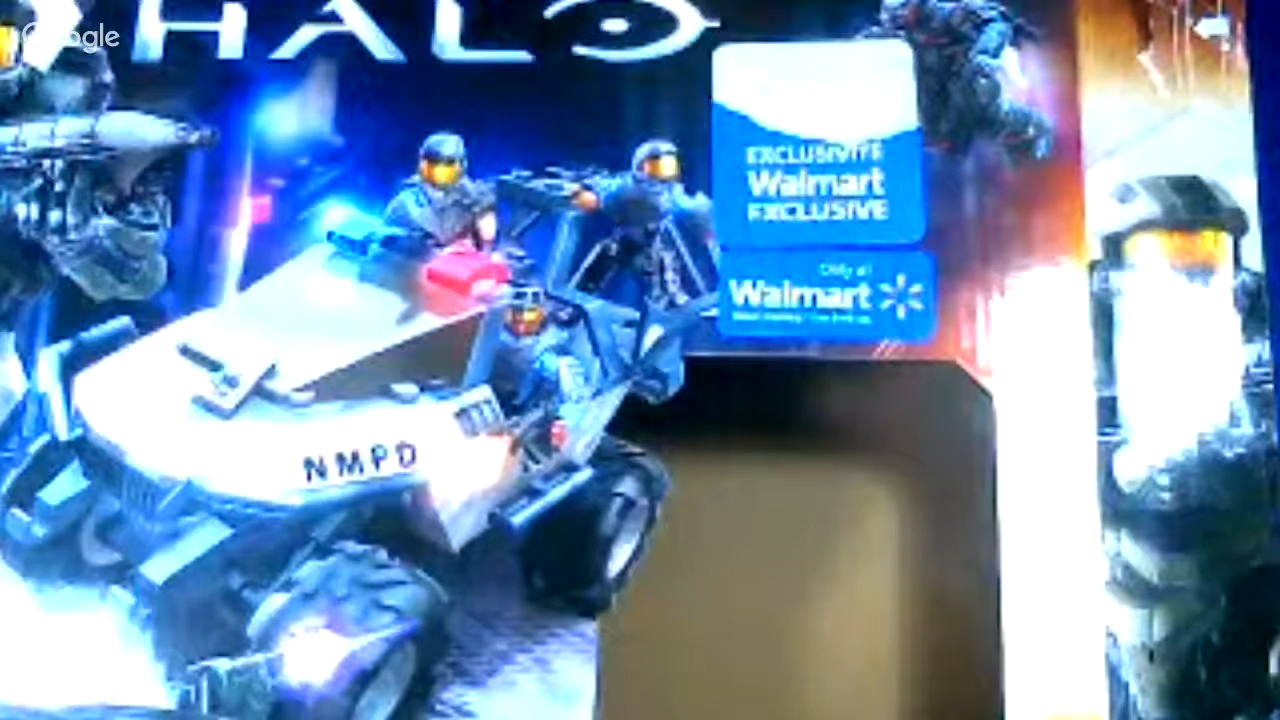 Google
HALO
EXCLUSIVITÉ
Walmart
EXCLUSIVE
Only at
Walmart
NMPD